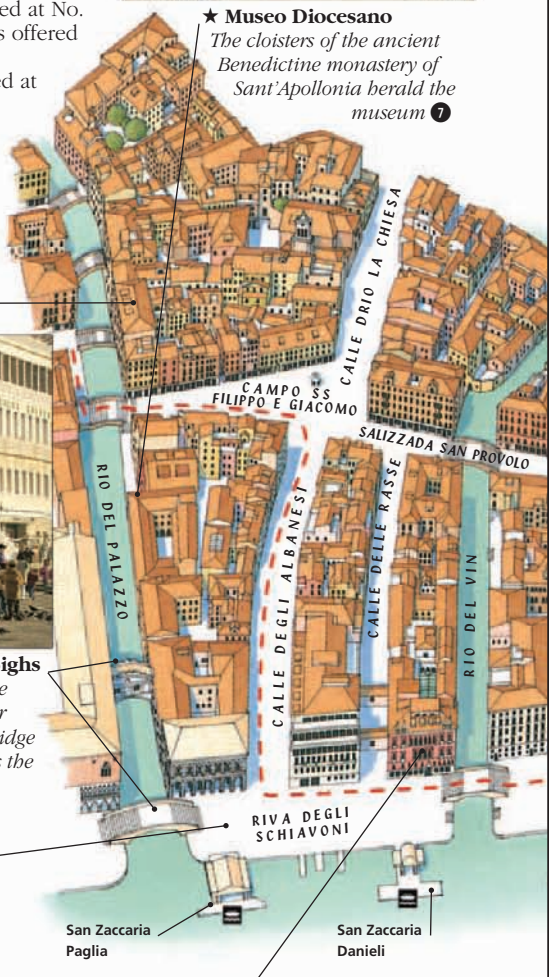 ed at No.
s offered
ed at
★ Museo Diocesano
The cloisters of the ancient
Benedictine monastery of
Sant'Apollonia herald the
museum 7
CALLE DRIO LA CHIESA
CAMPO SS
FILIPPO E GIACOMO
SALIZZADA SAN PROVOLO
RIO DEL PALAZZO
CALLE DEGLI ALBANESI
CALLE DELLE RASSE
RIO DEL VIN
ighs
e
r
idge
s the
RIVA DEGLI
SCHIAVONI
San Zaccaria
Paglia
San Zaccaria
Danieli